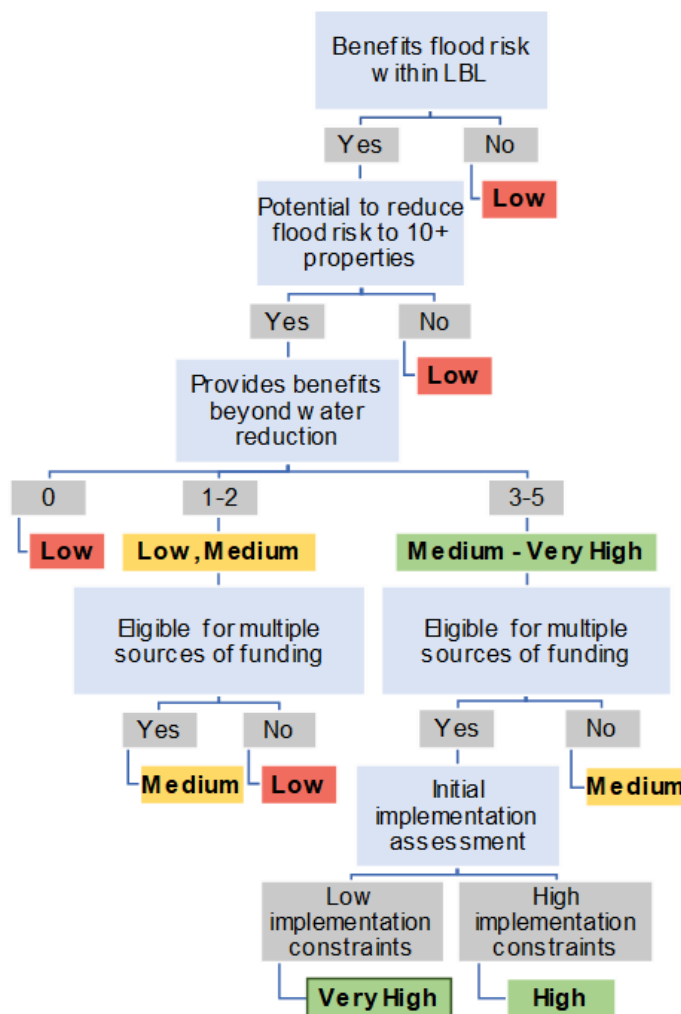 Benefits flood risk
within LBL
Yes
No
Low
Potential to reduce
flood risk to 10+
properties
Yes
No
Low
Provides benefits
beyond water
reduction
0
1-2
3-5
Low
Low, Medium
Medium - Very High
Eligible for multiple
sources of funding
Eligible for multiple
sources of funding
Yes
No
Yes
No
Medium
Low
Medium
Initial
implementation
assessment
Low
implementation
constraints
High
implementation
constraints
Very High
High